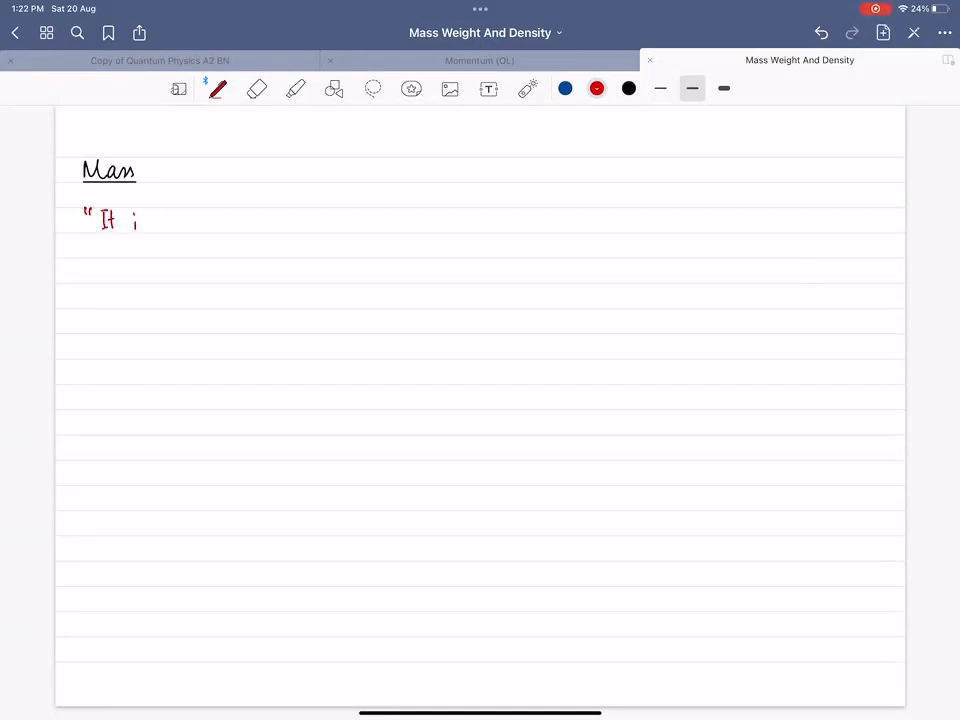 1:22 PM Sat 20 Aug 24%
Mass Weight And Density
Copy of Quantum Physics A2 BN Momentum (OL) Mass Weight And Density
T
Mass
" It i